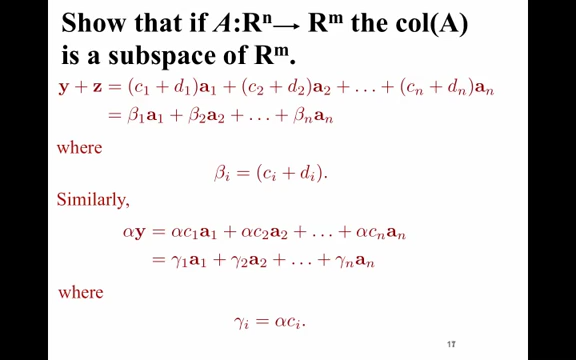 Show that if A:Rⁿ⟶ Rᵐ the col(A)
is a subspace of Rᵐ.
y + z = (c₁ + d₁)a₁ + (c₂ + d₂)a₂ + . . . + (cₙ + dₙ)aₙ
= β₁a₁ + β₂a₂ + . . . + βₙaₙ
where
βᵢ = (cᵢ + dᵢ).
Similarly,
αy = αc₁a₁ + αc₂a₂ + . . . + αcₙaₙ
= γ₁a₁ + γ₂a₂ + . . . + γₙaₙ
where
γᵢ = αcᵢ.
17